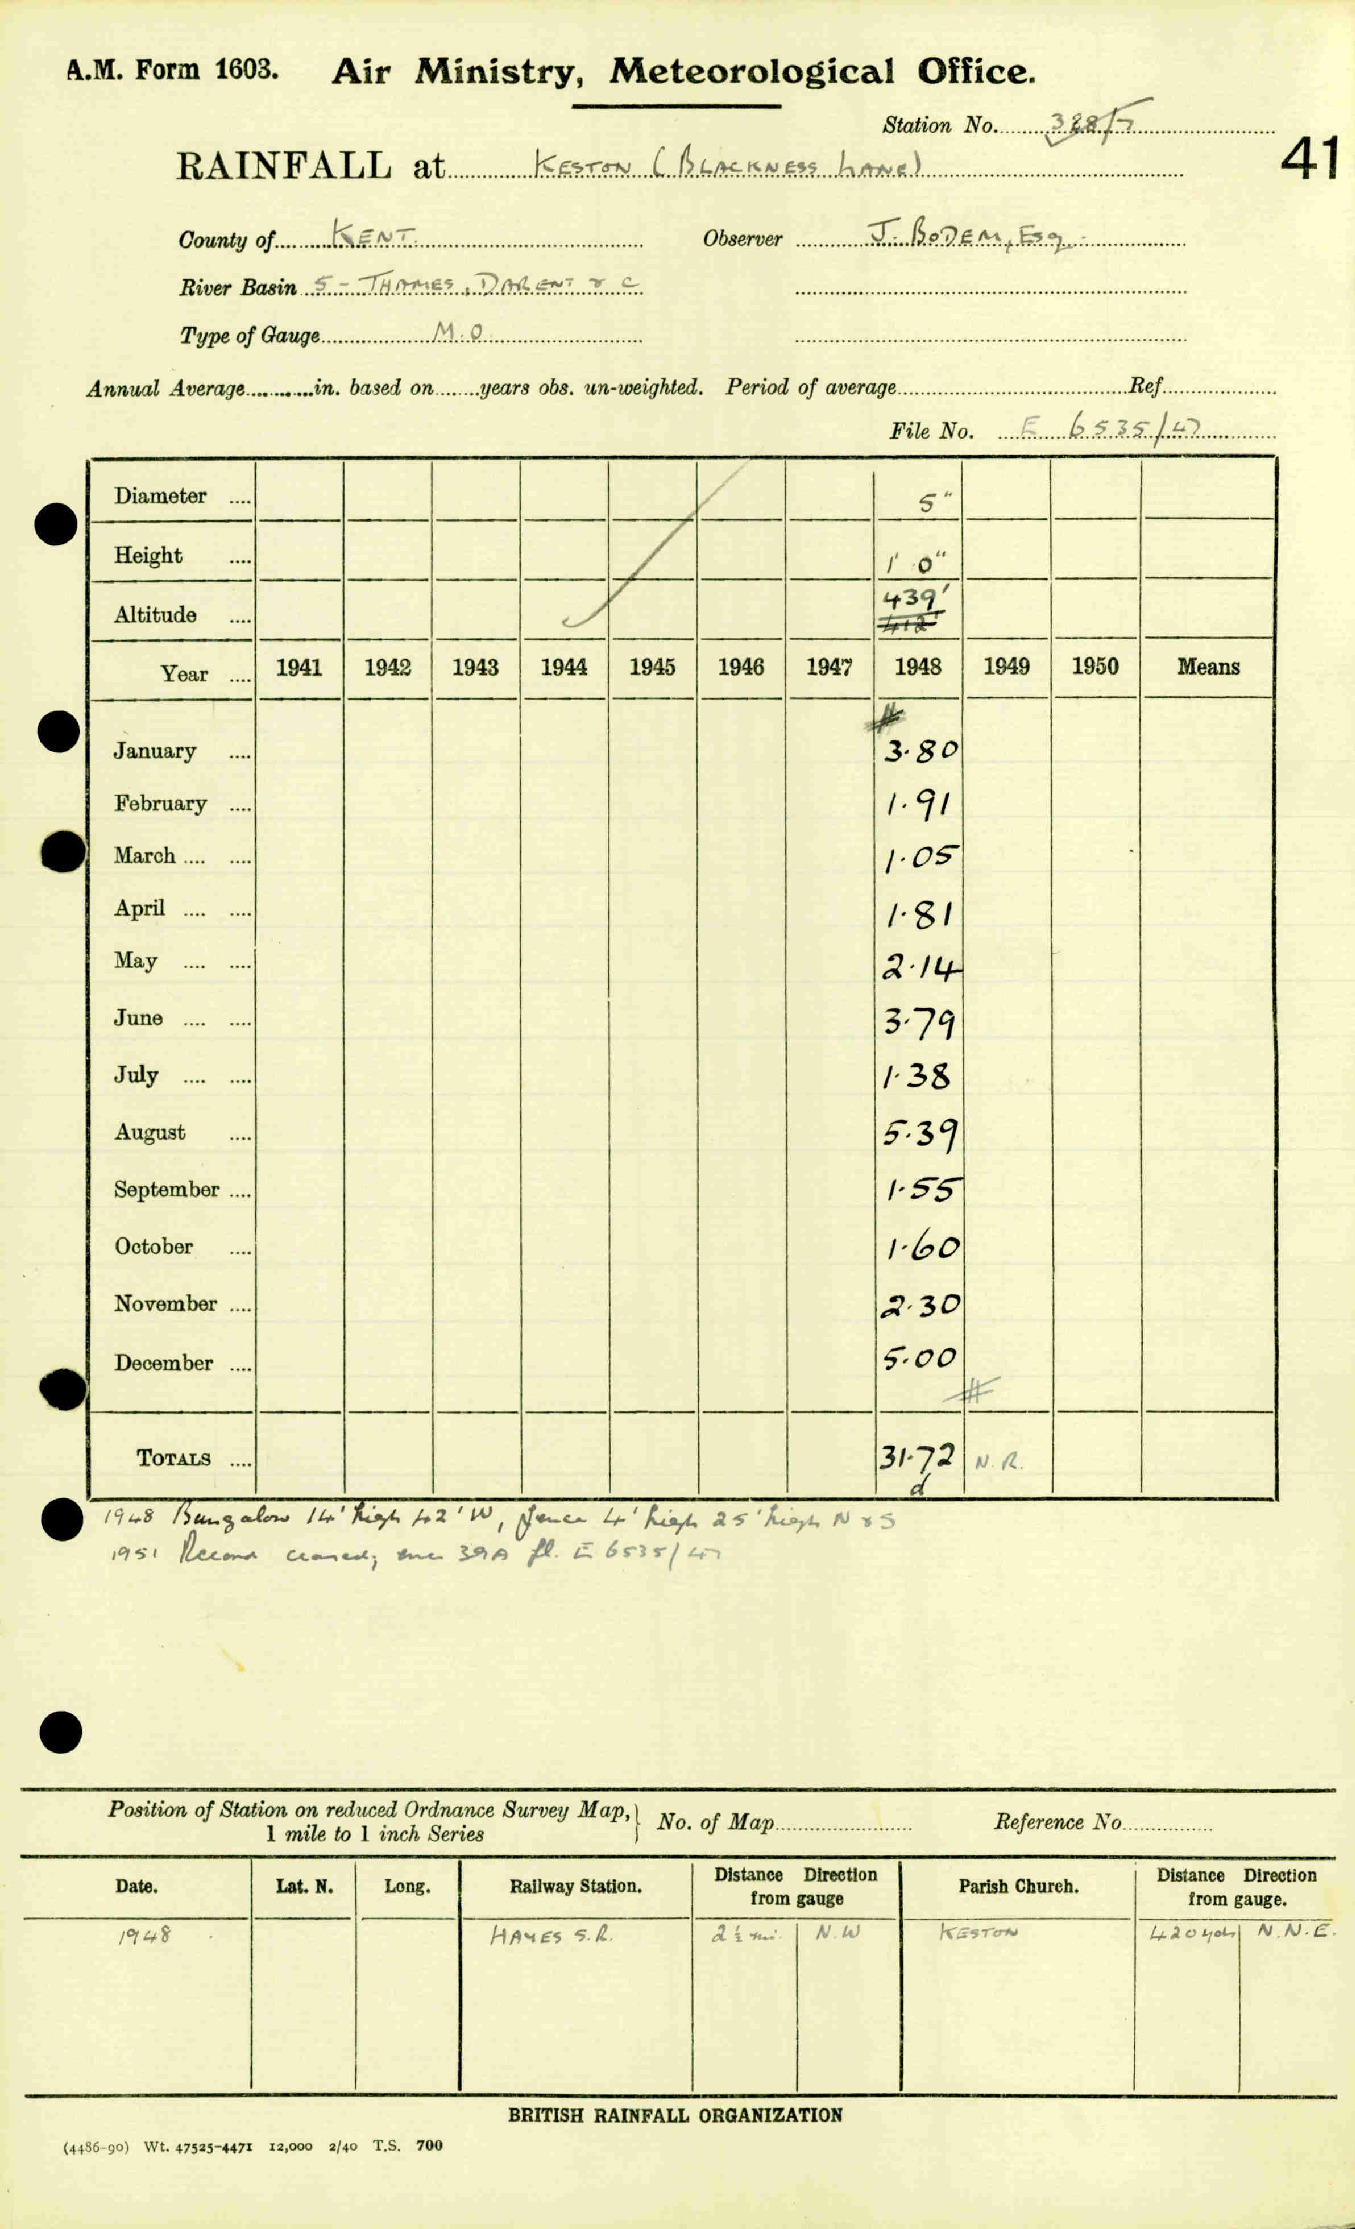 A.M. Form 1603. Air Ministry, Meteorological Office.
Station No. 328/7
41
RAINFALL at KESTON (BLACKNESS LANE)
County of KENT. Observer J. BODEM, Esq.
River Basin 5 - THAMES, DARENT & C
Type of Gauge M.O.
Annual Average in. based on years obs. un-weighted. Period of average Ref.
File No. E 6535/47
Diameter .... 5"
Height .... 1' 0"
Altitude .... 439'
412'
Year .... 1941 1942 1943 1944 1945 1946 1947 1948 1949 1950 Means
January .... 3.80
February .... 1.91
March .... .... 1.05
April .... .... 1.81
May .... .... 2.14
June .... .... 3.79
July .... .... 1.38
August .... 5.39
September .... 1.55
October .... 1.60
November .... 2.30
December .... 5.00
TOTALS .... 31.72 N.R.
d
1948 Bungalow 14' high 42' W, fence 4' high 25' high N & S
1951 Record ceased; see 39A fl. E 6535/47
Position of Station on reduced Ordnance Survey Map, 1 mile to 1 inch Series } No. of Map Reference No.
Date. Lat. N. Long. Railway Station. Distance Direction from gauge Parish Church. Distance Direction from gauge.
1948 HAYES S.R. 2½ mi. N.W KESTON 420 yds N.N.E.
BRITISH RAINFALL ORGANIZATION
(4486-90) Wt. 47525-4471 12,000 2/40 T.S. 700